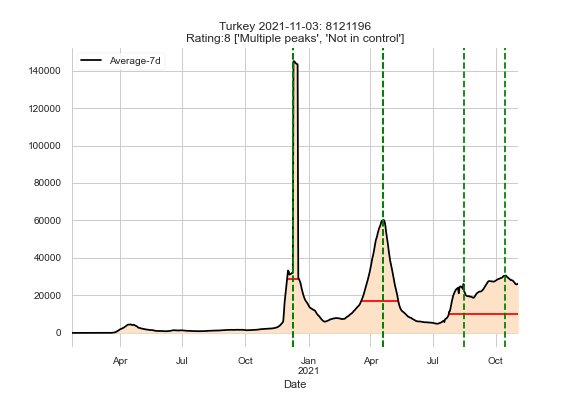 Turkey 2021-11-03: 8121196
Rating:8 ['Multiple peaks', 'Not in control']
Average-7d
140000
120000
100000
80000
60000
40000
20000
0
Apr Jul Oct Jan Apr Jul Oct
2021
Date